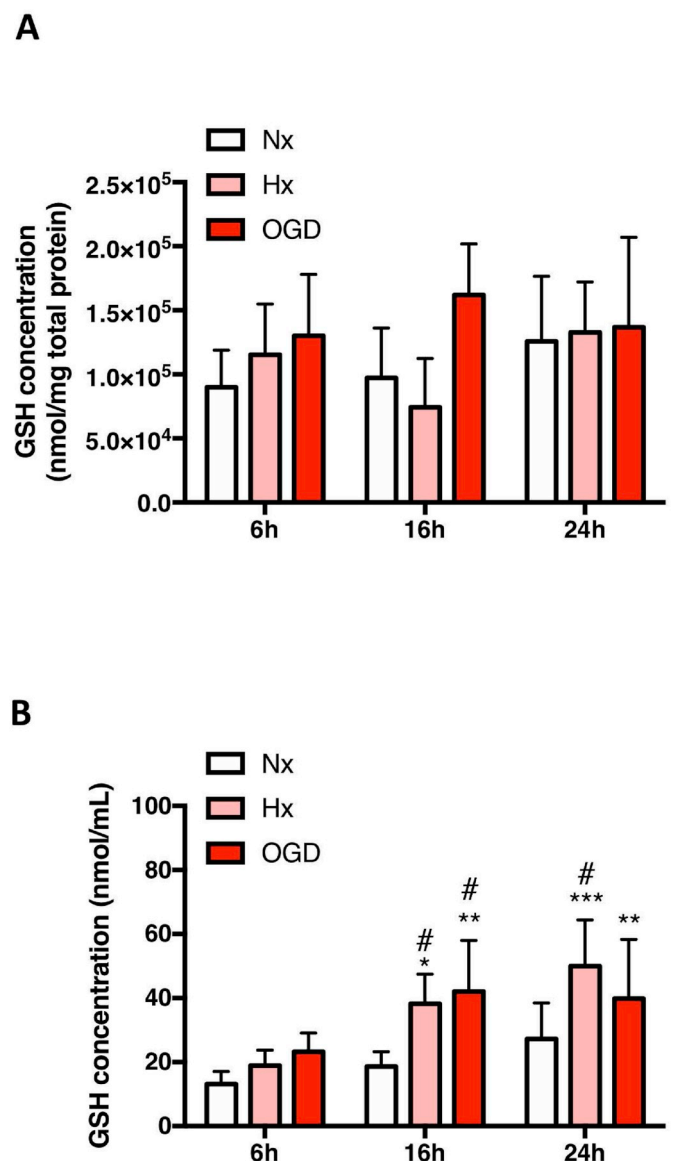 A
Nx
Hx
OGD
GSH concentration
(nmol/mg total protein)
2.5×10⁵
2.0×10⁵
1.5×10⁵
1.0×10⁵
5.0×10⁴
0.0
6h 16h 24h
B
Nx
Hx
OGD
GSH concentration (nmol/mL)
100
80
60
40
20
0
# # #
* ** *** **
6h 16h 24h